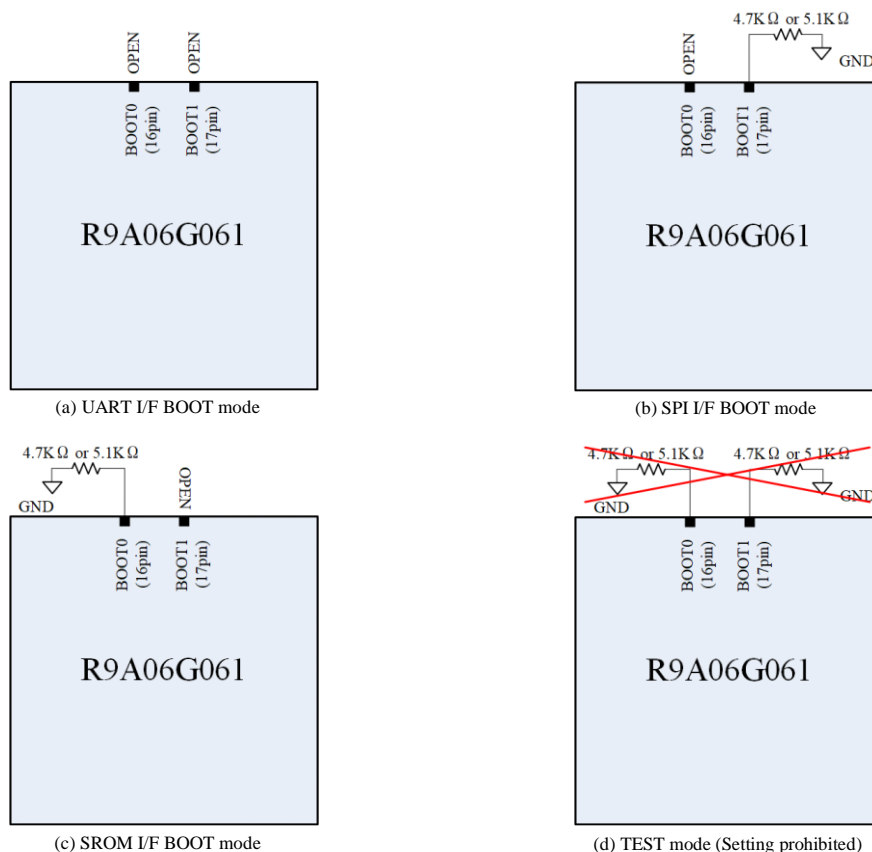 OPEN
OPEN
BOOT0
(16pin)
BOOT1
(17pin)
R9A06G061
(a) UART I/F BOOT mode
4.7KΩ or 5.1KΩ
GND
OPEN
BOOT0
(16pin)
BOOT1
(17pin)
R9A06G061
(b) SPI I/F BOOT mode
4.7KΩ or 5.1KΩ
GND
OPEN
BOOT0
(16pin)
BOOT1
(17pin)
R9A06G061
(c) SROM I/F BOOT mode
4.7KΩ or 5.1KΩ
4.7KΩ or 5.1KΩ
GND
GND
BOOT0
(16pin)
BOOT1
(17pin)
R9A06G061
(d) TEST mode (Setting prohibited)